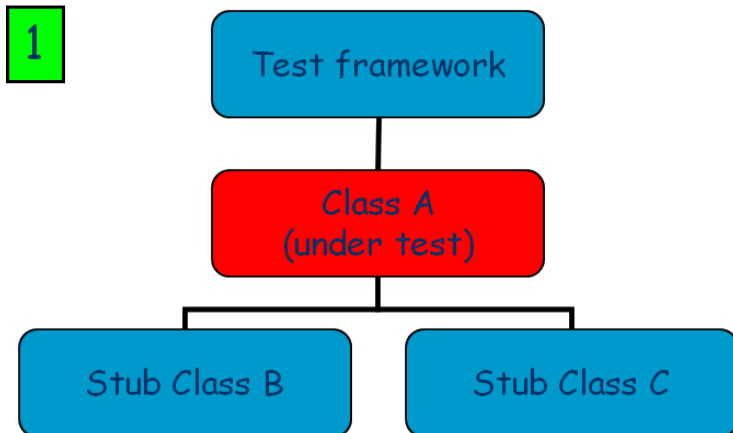 1
Test framework
Class A
(under test)
Stub Class B
Stub Class C